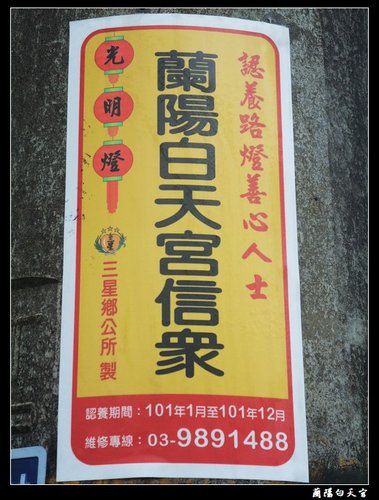 認養路燈善心人士
蘭陽白天宮信眾
光明燈
三星
三星鄉公所 製
認養期間：101年1月至101年12月
維修專線：03-9891488
蘭陽白天宮